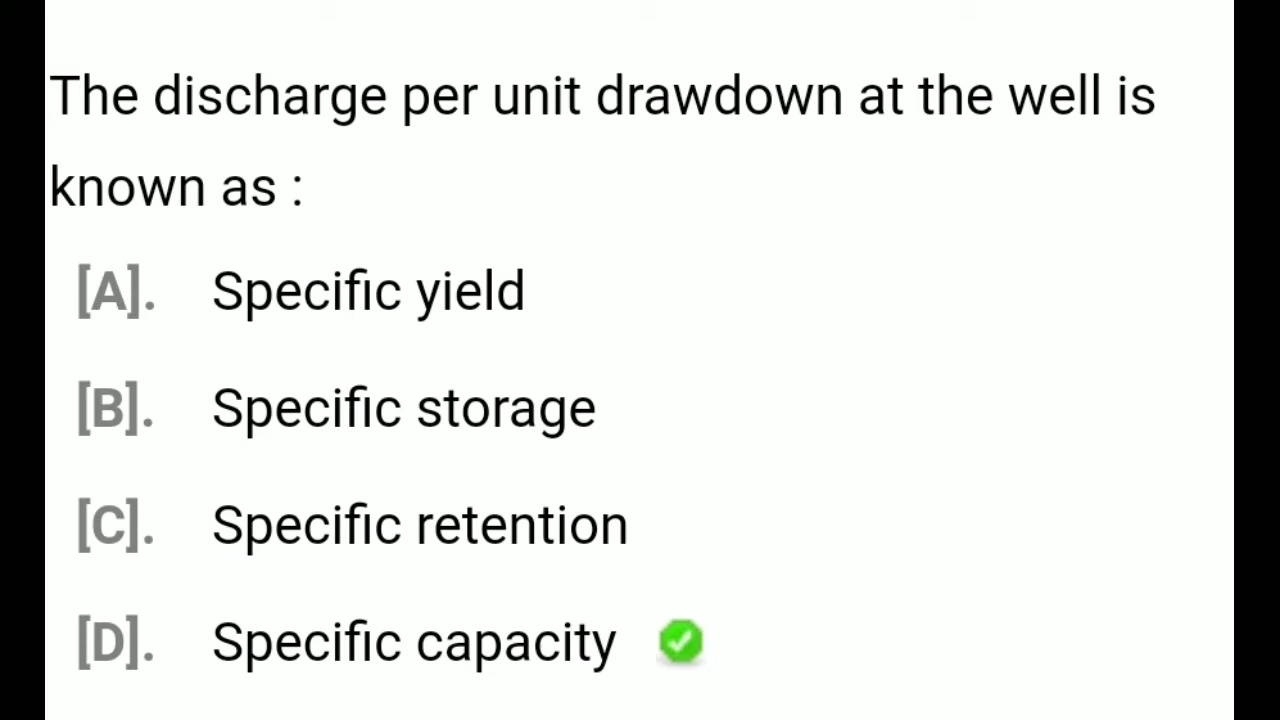 The discharge per unit drawdown at the well is
known as :
[A]. Specific yield
[B]. Specific storage
[C]. Specific retention
[D]. Specific capacity